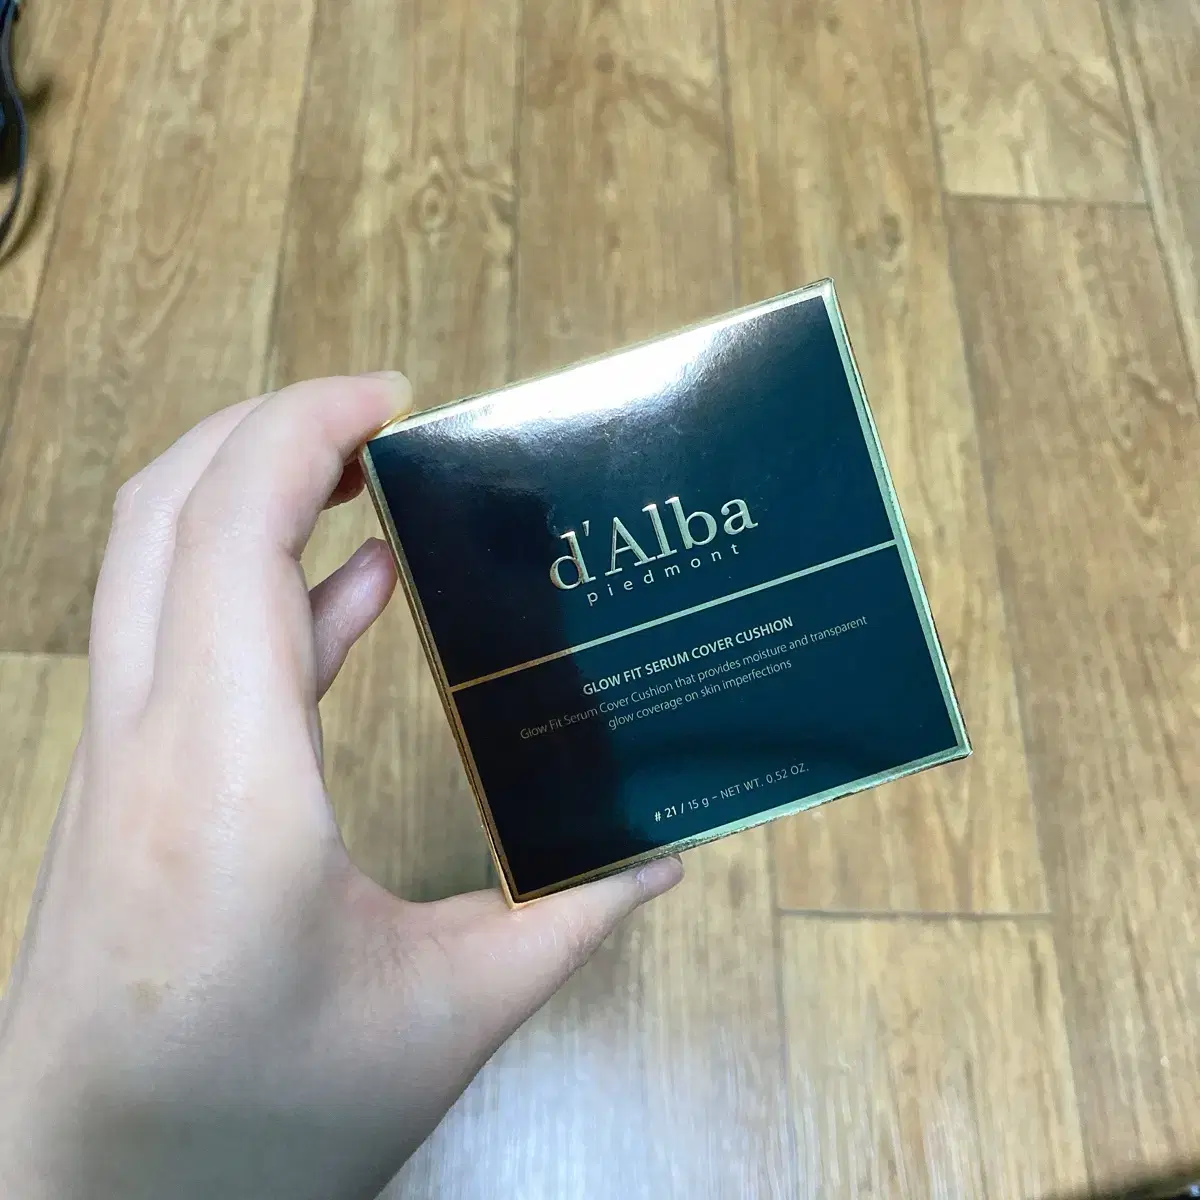 d'Alba
piedmont
GLOW FIT SERUM COVER CUSHION
Glow Fit Serum Cover Cushion that provides moisture and transparent
glow coverage on skin imperfections
# 21 / 15 g – NET WT. 0.52 OZ.